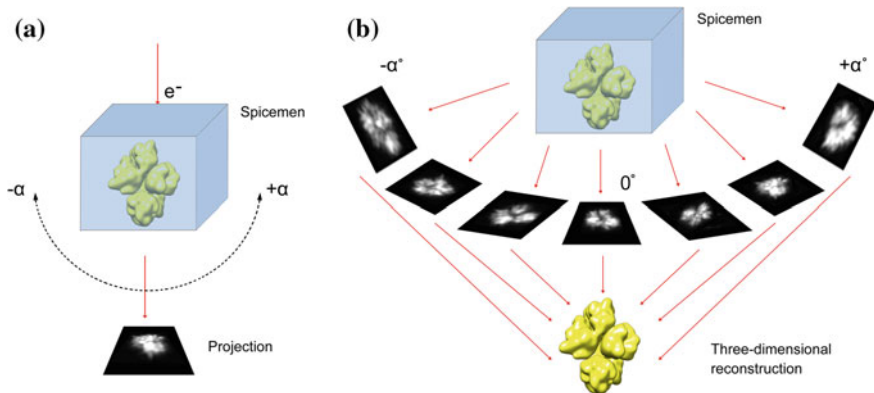 (a)
e-
Spicemen
-α
+α
Projection
(b)
Spicemen
-α°
+α°
0°
Three-dimensional
reconstruction